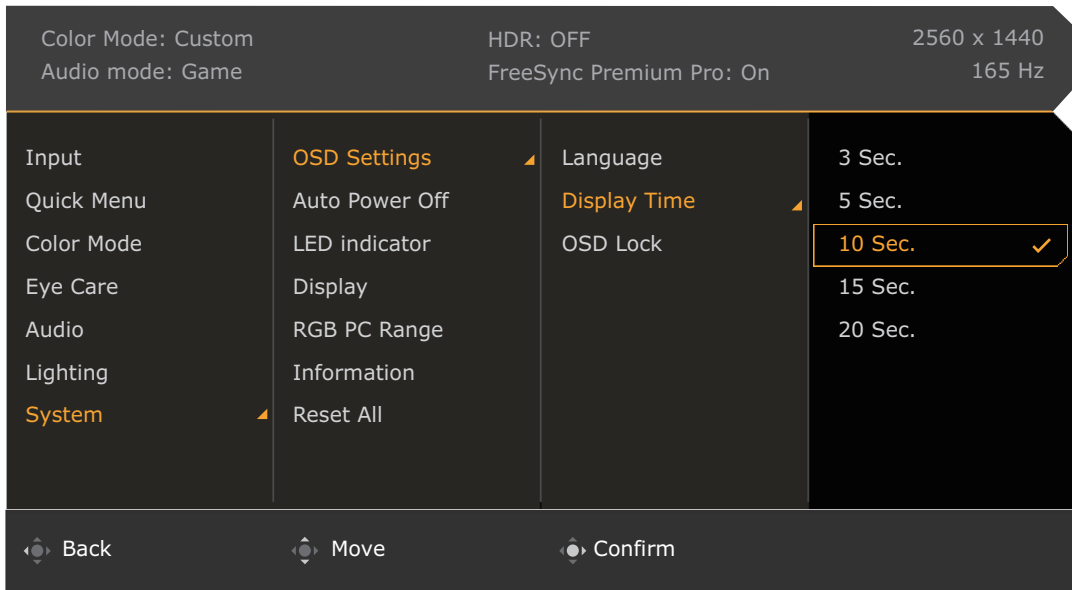 Color Mode: Custom
Audio mode: Game
HDR: OFF
FreeSync Premium Pro: On
2560 x 1440
165 Hz
Input
Quick Menu
Color Mode
Eye Care
Audio
Lighting
System
OSD Settings
Auto Power Off
LED indicator
Display
RGB PC Range
Information
Reset All
Language
Display Time
OSD Lock
3 Sec.
5 Sec.
10 Sec.
15 Sec.
20 Sec.
Back
Move
Confirm